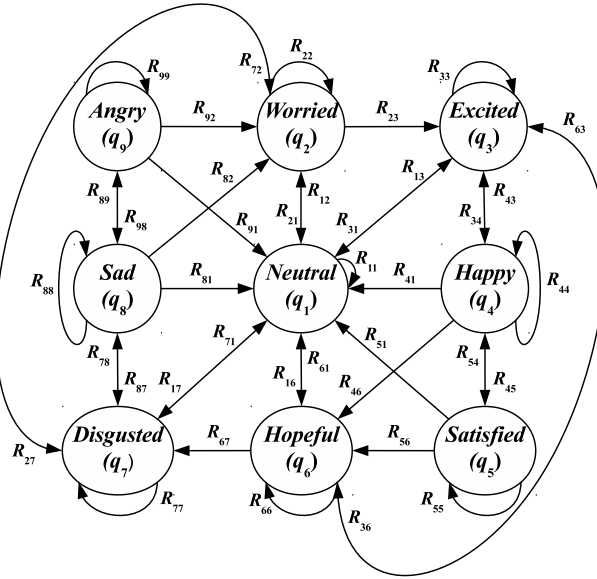 R₉₉
R₇₂
R₂₂
R₃₃
Angry
(q₉)
R₉₂
Worried
(q₂)
R₂₃
Excited
(q₃)
R₆₃
R₈₂
R₁₃
R₈₉
R₉₈
R₉₁
R₂₁
R₁₂
R₃₁
R₃₄
R₄₃
R₈₈
Sad
(q₈)
R₈₁
Neutral
(q₁)
R₁₁
R₄₁
Happy
(q₄)
R₄₄
R₇₈
R₈₇
R₁₇
R₇₁
R₁₆
R₆₁
R₄₆
R₅₁
R₅₄
R₄₅
Disgusted
(q₇)
R₆₇
Hopeful
(q₆)
R₅₆
Satisfied
(q₅)
R₂₇
R₇₇
R₆₆
R₃₆
R₅₅